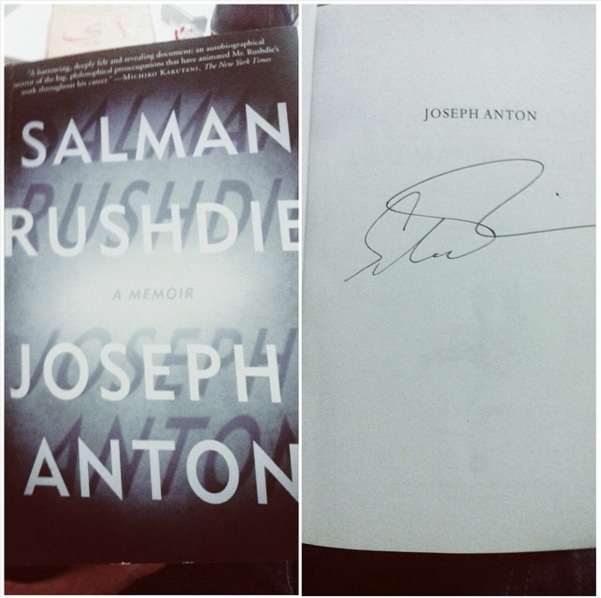 "A harrowing, deeply felt and revealing document: an autobiographical
mirror of the big, philosophical preoccupations that have animated Mr. Rushdie's
work throughout his career." —MICHIKO KAKUTANI, The New York Times
SALMAN
RUSHDIE
A MEMOIR
JOSEPH
ANTON
JOSEPH ANTON